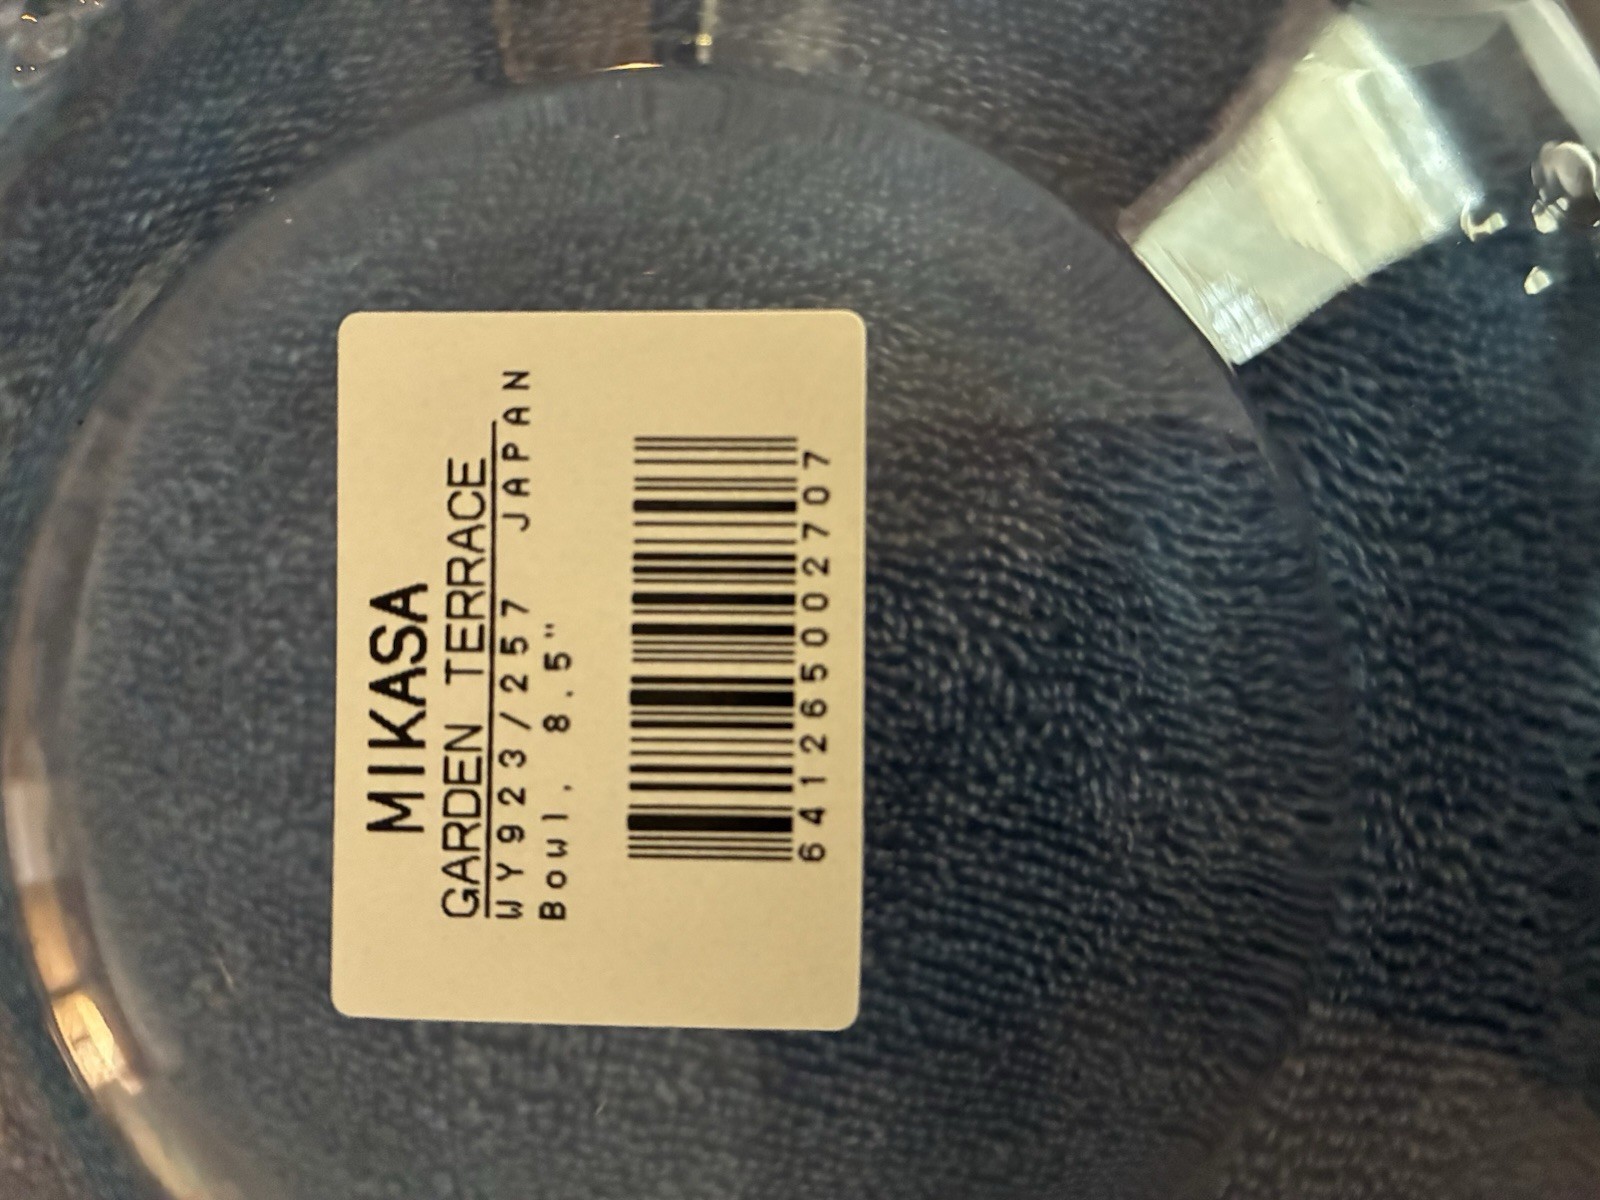 MIKASA
GARDEN TERRACE
WY923/257 JAPAN
Bowl, 8.5"
641265002707